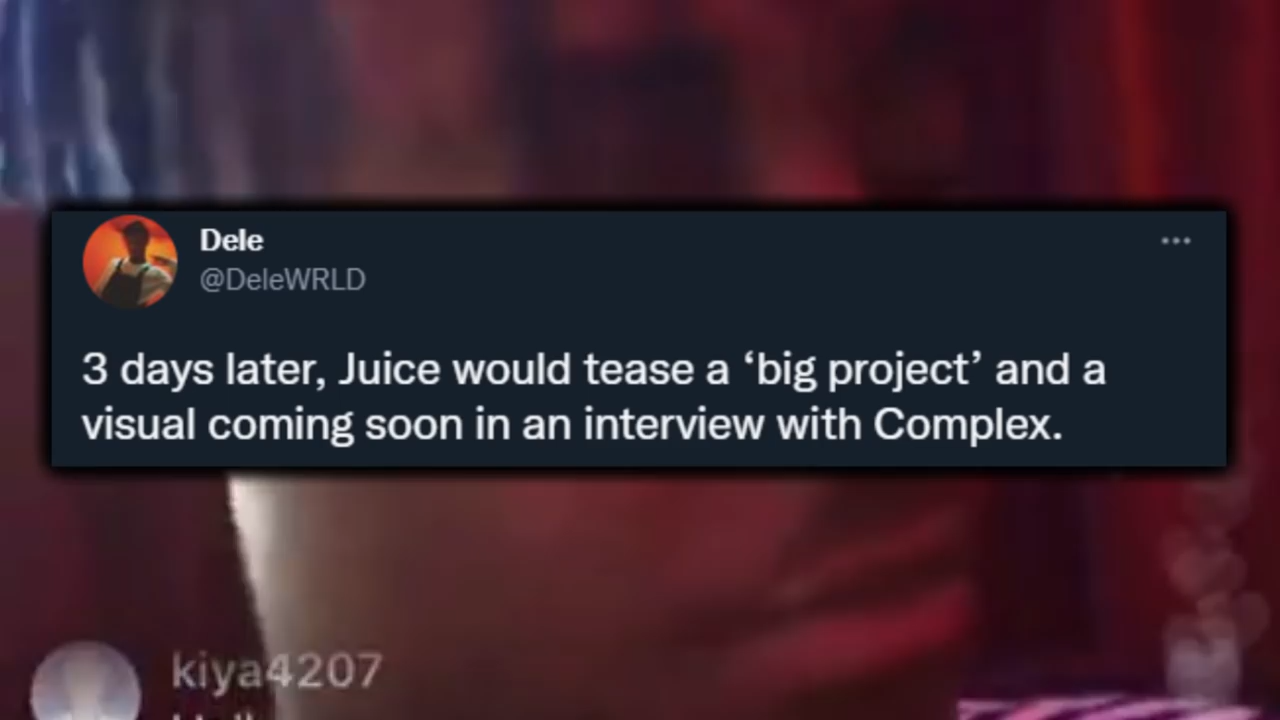 Dele
@DeleWRLD
3 days later, Juice would tease a ‘big project’ and a
visual coming soon in an interview with Complex.
kiya4207